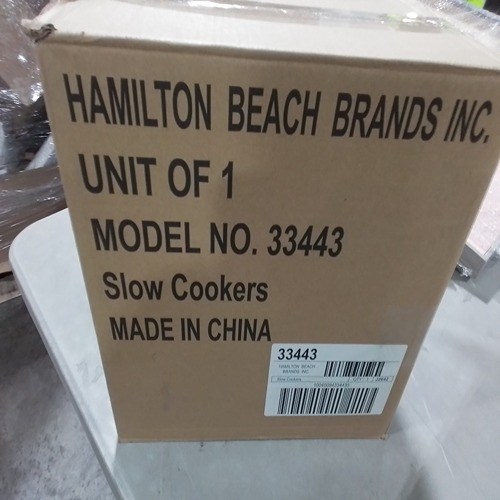 HAMILTON BEACH BRANDS INC.
UNIT OF 1
MODEL NO. 33443
Slow Cookers
MADE IN CHINA
33443
HAMILTON BEACH
BRANDS INC.
Slow Cookers